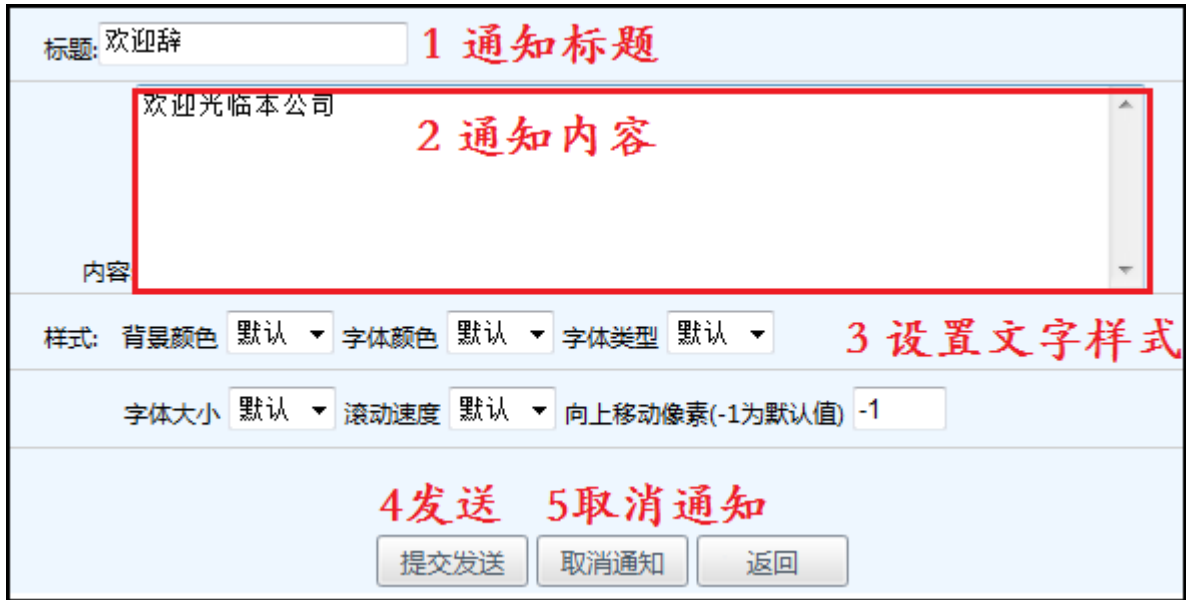 标题: 欢迎辞 1 通知标题
欢迎光临本公司
2 通知内容
内容
样式: 背景颜色 默认 字体颜色 默认 字体类型 默认 3 设置文字样式
字体大小 默认 滚动速度 默认 向上移动像素(-1为默认值) -1
4发送 5取消通知
提交发送 取消通知 返回